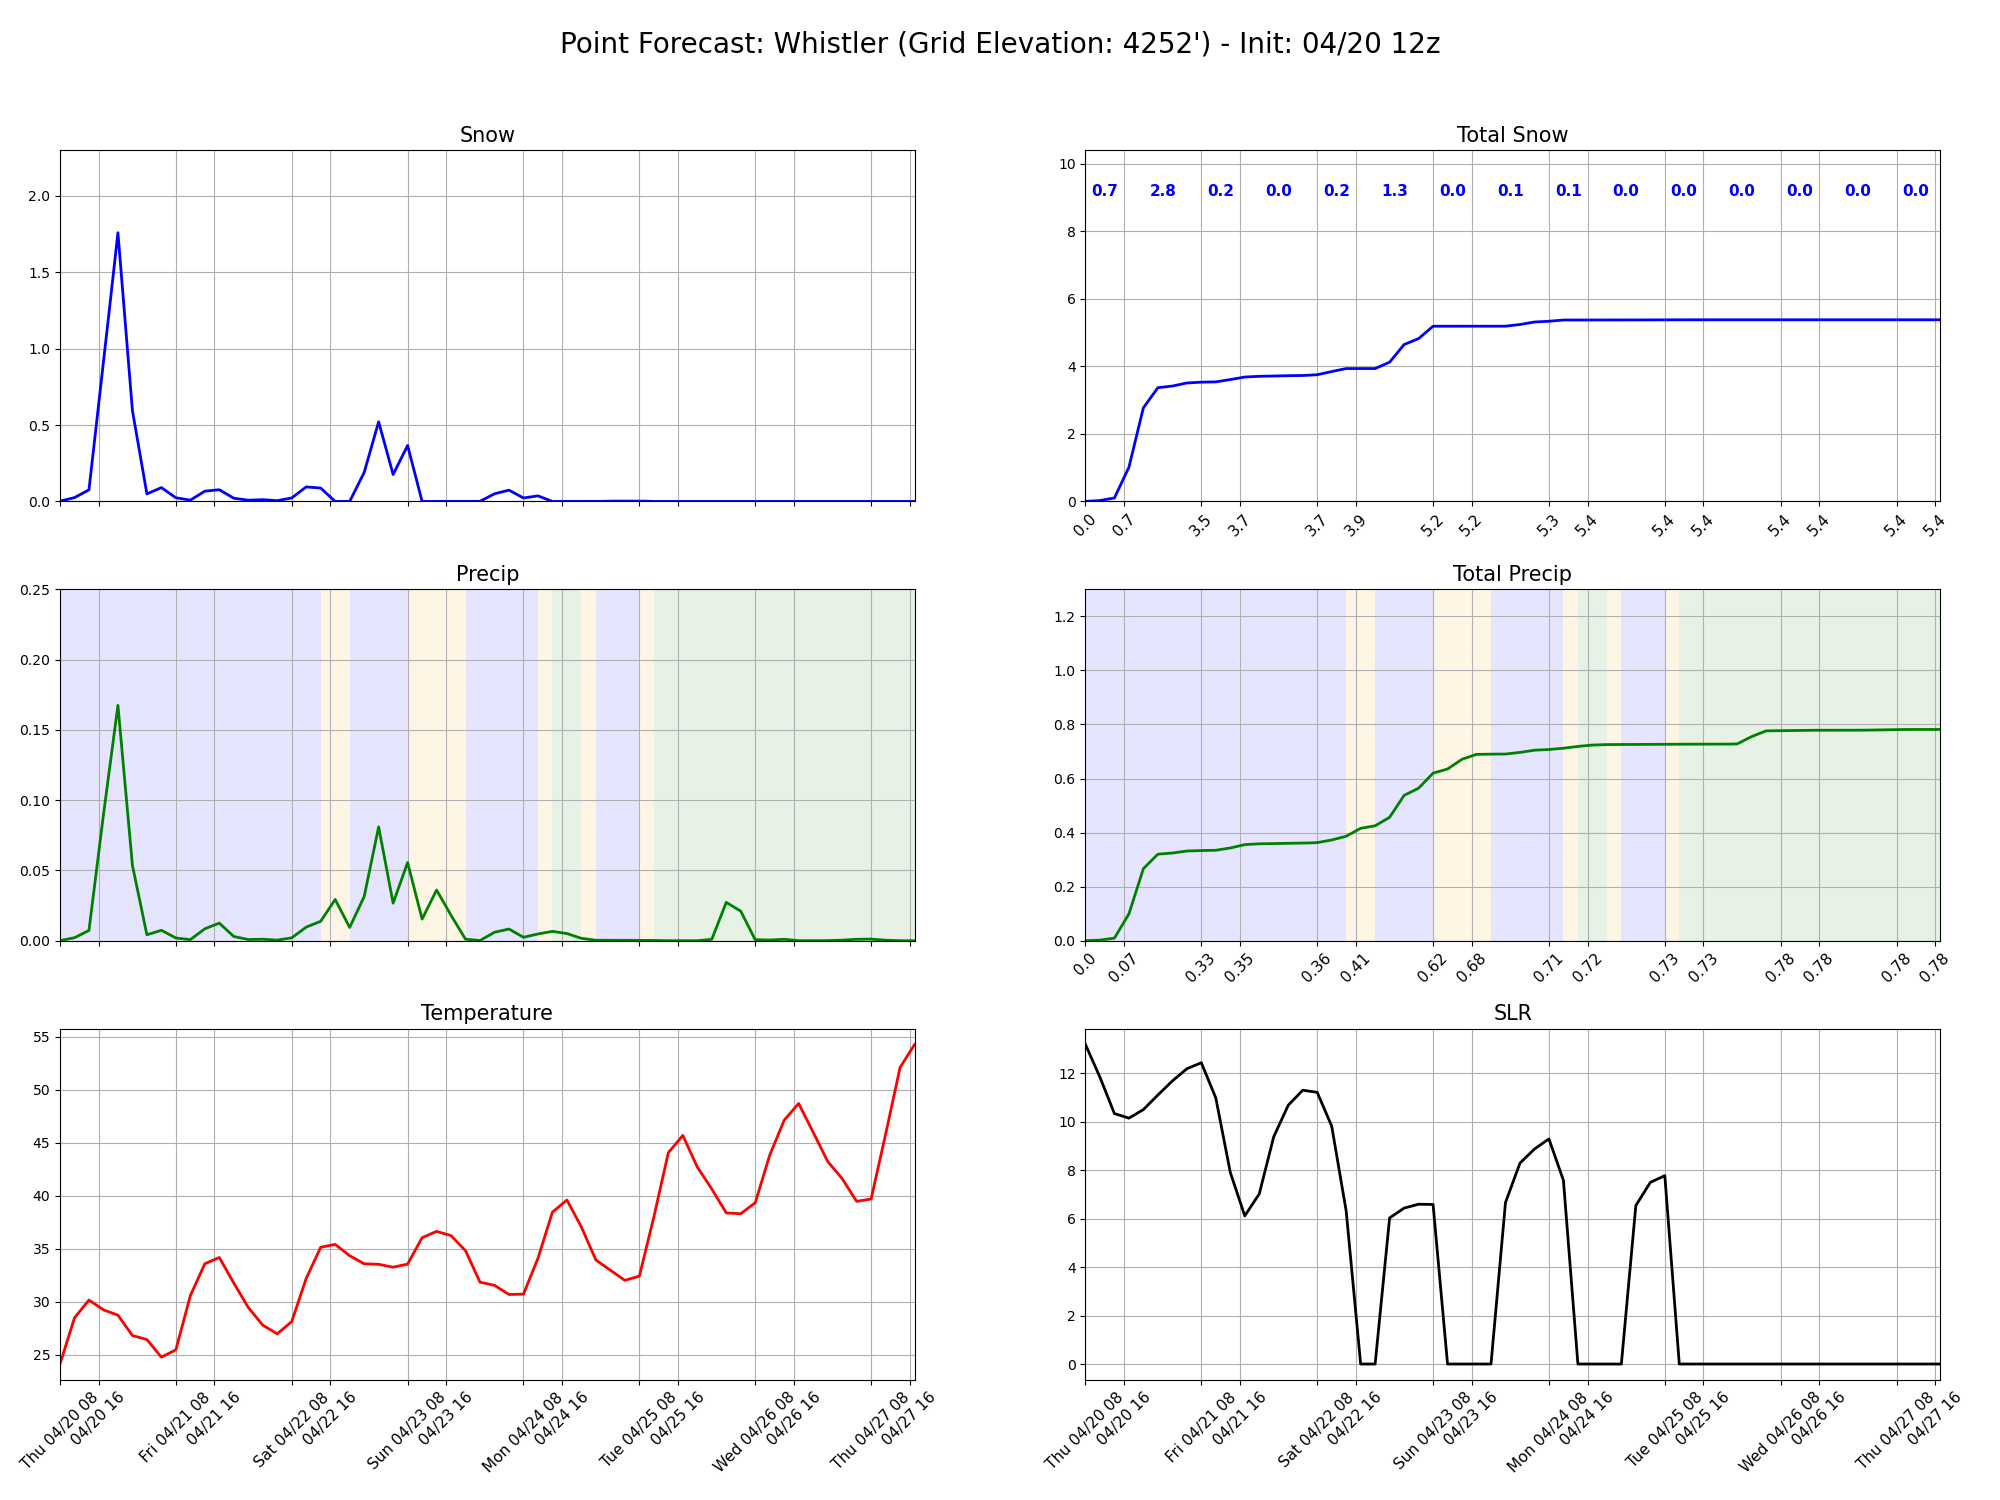 Point Forecast: Whistler (Grid Elevation: 4252') - Init: 04/20 12z
Snow
2.0
1.5
1.0
0.5
0.0
Total Snow
10
8
6
4
2
0
0.7 2.8 0.2 0.0 0.2 1.3 0.0 0.1 0.1 0.0 0.0 0.0 0.0 0.0 0.0
0.0 0.7 3.5 3.7 3.7 3.9 5.2 5.2 5.3 5.4 5.4 5.4 5.4 5.4 5.4 5.4
Precip
0.25
0.20
0.15
0.10
0.05
0.00
Total Precip
1.2
1.0
0.8
0.6
0.4
0.2
0.0
0.0 0.07 0.33 0.35 0.36 0.41 0.62 0.68 0.71 0.72 0.73 0.73 0.78 0.78 0.78 0.78
Temperature
55
50
45
40
35
30
25
Thu 04/20 08
04/20 16
Fri 04/21 08
04/21 16
Sat 04/22 08
04/22 16
Sun 04/23 08
04/23 16
Mon 04/24 08
04/24 16
Tue 04/25 08
04/25 16
Wed 04/26 08
04/26 16
Thu 04/27 08
04/27 16
SLR
12
10
8
6
4
2
0
Thu 04/20 08
04/20 16
Fri 04/21 08
04/21 16
Sat 04/22 08
04/22 16
Sun 04/23 08
04/23 16
Mon 04/24 08
04/24 16
Tue 04/25 08
04/25 16
Wed 04/26 08
04/26 16
Thu 04/27 08
04/27 16